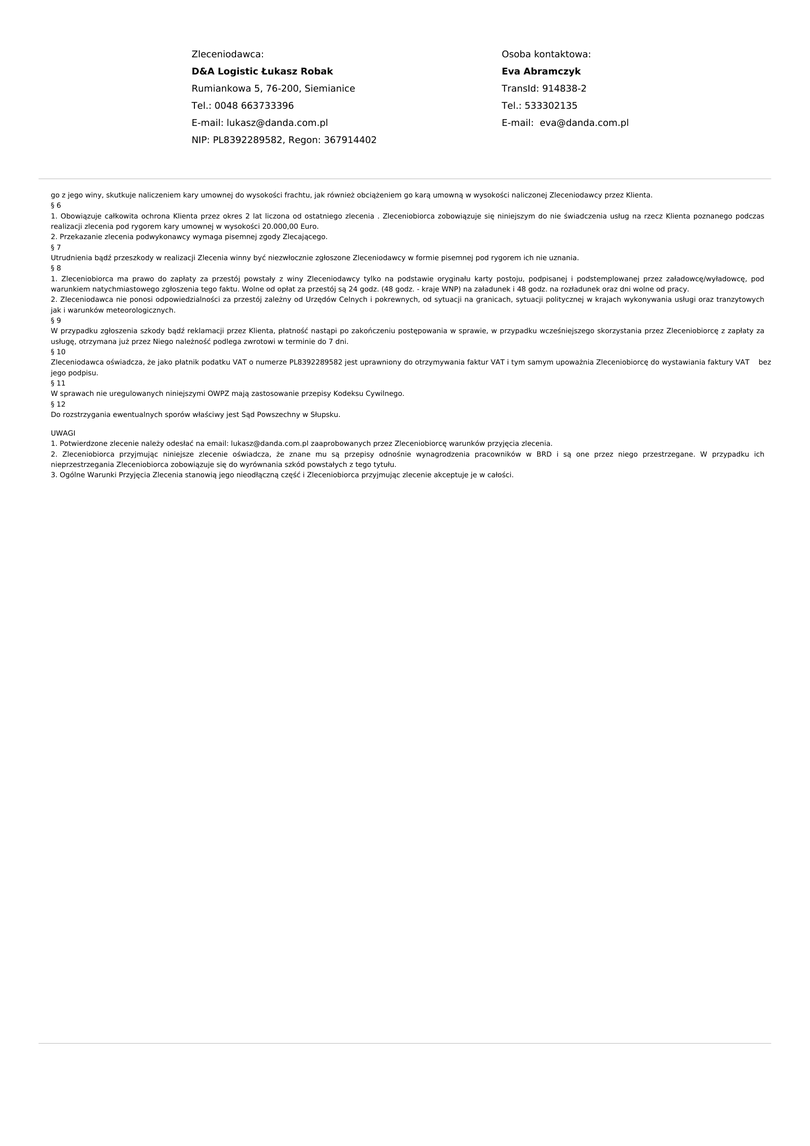 Zleceniodawca:
D&A Logistic Łukasz Robak
Rumiankowa 5, 76-200, Siemianice
Tel.: 0048 663733396
E-mail: lukasz@danda.com.pl
NIP: PL8392289582, Regon: 367914402
Osoba kontaktowa:
Eva Abramczyk
TransId: 914838-2
Tel.: 533302135
E-mail: eva@danda.com.pl
go z jego winy, skutkuje naliczeniem kary umownej do wysokości frachtu, jak również obciążeniem go karą umowną w wysokości naliczonej Zleceniodawcy przez Klienta.
§ 6
1. Obowiązuje całkowita ochrona Klienta przez okres 2 lat liczona od ostatniego zlecenia . Zleceniobiorca zobowiązuje się niniejszym do nie świadczenia usług na rzecz Klienta poznanego podczas
realizacji zlecenia pod rygorem kary umownej w wysokości 20.000,00 Euro.
2. Przekazanie zlecenia podwykonawcy wymaga pisemnej zgody Zlecającego.
§ 7
Utrudnienia bądź przeszkody w realizacji Zlecenia winny być niezwłocznie zgłoszone Zleceniodawcy w formie pisemnej pod rygorem ich nie uznania.
§ 8
1. Zleceniobiorca ma prawo do zapłaty za przestój powstały z winy Zleceniodawcy tylko na podstawie oryginału karty postoju, podpisanej i podstemplowanej przez załadowcę/wyładowcę, pod
warunkiem natychmiastowego zgłoszenia tego faktu. Wolne od opłat za przestój są 24 godz. (48 godz. - kraje WNP) na załadunek i 48 godz. na rozładunek oraz dni wolne od pracy.
2. Zleceniodawca nie ponosi odpowiedzialności za przestój zależny od Urzędów Celnych i pokrewnych, od sytuacji na granicach, sytuacji politycznej w krajach wykonywania usługi oraz tranzytowych
jak i warunków meteorologicznych.
§ 9
W przypadku zgłoszenia szkody bądź reklamacji przez Klienta, płatność nastąpi po zakończeniu postępowania w sprawie, w przypadku wcześniejszego skorzystania przez Zleceniobiorcę z zapłaty za
usługę, otrzymana już przez Niego należność podlega zwrotowi w terminie do 7 dni.
§ 10
Zleceniodawca oświadcza, że jako płatnik podatku VAT o numerze PL8392289582 jest uprawniony do otrzymywania faktur VAT i tym samym upoważnia Zleceniobiorcę do wystawiania faktury VAT bez
jego podpisu.
§ 11
W sprawach nie uregulowanych niniejszymi OWPZ mają zastosowanie przepisy Kodeksu Cywilnego.
§ 12
Do rozstrzygania ewentualnych sporów właściwy jest Sąd Powszechny w Słupsku.
UWAGI
1. Potwierdzone zlecenie należy odesłać na email: lukasz@danda.com.pl zaaprobowanych przez Zleceniobiorcę warunków przyjęcia zlecenia.
2. Zleceniobiorca przyjmując niniejsze zlecenie oświadcza, że znane mu są przepisy odnośnie wynagrodzenia pracowników w BRD i są one przez niego przestrzegane. W przypadku ich
nieprzestrzegania Zleceniobiorca zobowiązuje się do wyrównania szkód powstałych z tego tytułu.
3. Ogólne Warunki Przyjęcia Zlecenia stanowią jego nieodłączną część i Zleceniobiorca przyjmując zlecenie akceptuje je w całości.